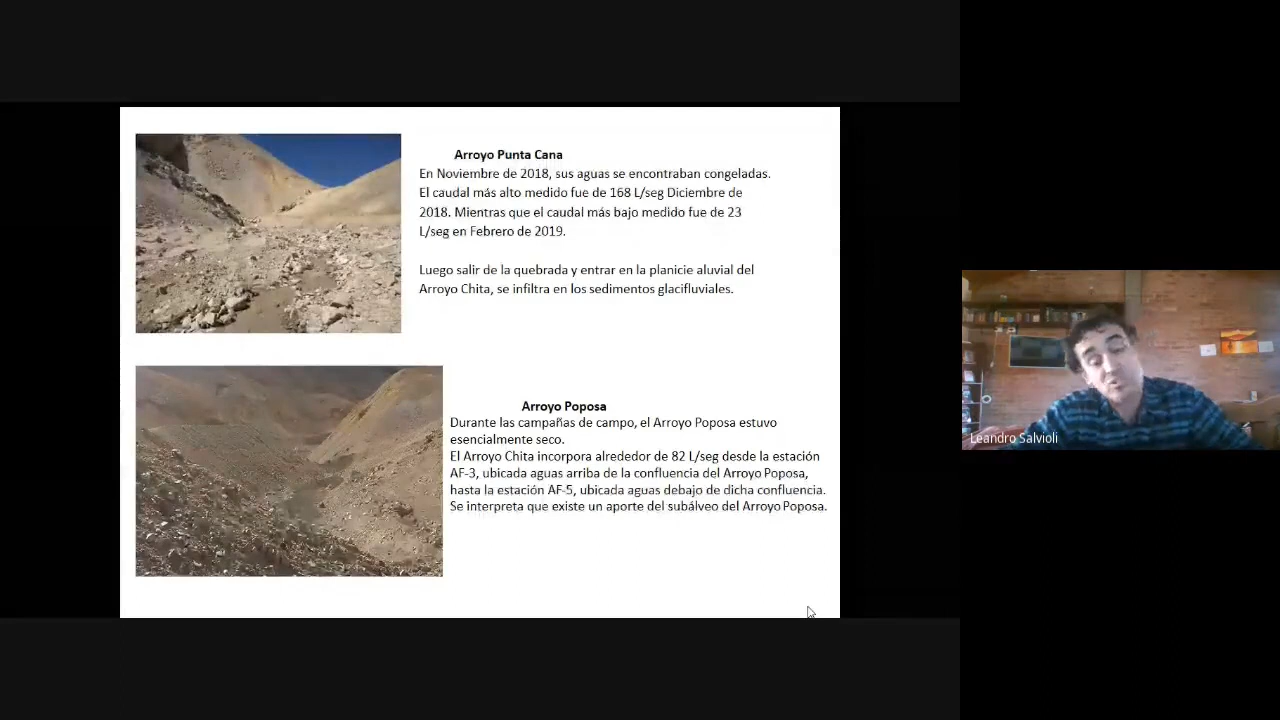 Arroyo Punta Cana
En Noviembre de 2018, sus aguas se encontraban congeladas.
El caudal más alto medido fue de 168 L/seg Diciembre de
2018. Mientras que el caudal más bajo medido fue de 23
L/seg en Febrero de 2019.
Luego salir de la quebrada y entrar en la planicie aluvial del
Arroyo Chita, se infiltra en los sedimentos glacifluviales.
Arroyo Poposa
Durante las campañas de campo, el Arroyo Poposa estuvo
esencialmente seco.
El Arroyo Chita incorpora alrededor de 82 L/seg desde la estación
AF-3, ubicada aguas arriba de la confluencia del Arroyo Poposa,
hasta la estación AF-5, ubicada aguas debajo de dicha confluencia.
Se interpreta que existe un aporte del subálveo del Arroyo Poposa.
Leandro Salvioli